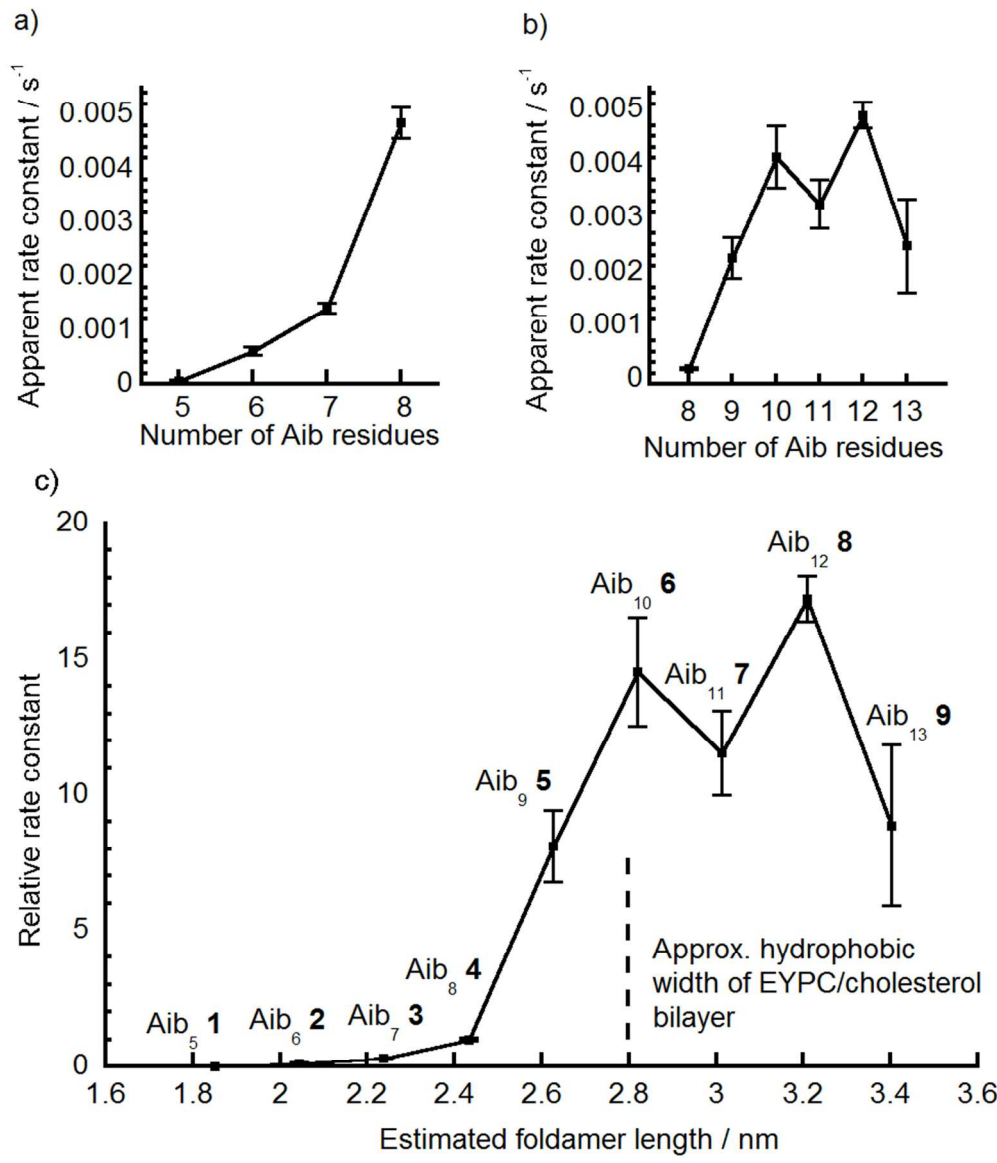 a)
Apparent rate constant / s⁻¹
0.005
0.004
0.003
0.002
0.001
0
5 6 7 8
Number of Aib residues
b)
Apparent rate constant / s⁻¹
0.005
0.004
0.003
0.002
0.001
0
8 9 10 11 12 13
Number of Aib residues
c)
Relative rate constant
20
15
10
5
0
Aib₅ 1
Aib₆ 2
Aib₇ 3
Aib₈ 4
Aib₉ 5
Aib₁₀ 6
Aib₁₁ 7
Aib₁₂ 8
Aib₁₃ 9
Approx. hydrophobic
width of EYPC/cholesterol
bilayer
1.6 1.8 2 2.2 2.4 2.6 2.8 3 3.2 3.4 3.6
Estimated foldamer length / nm